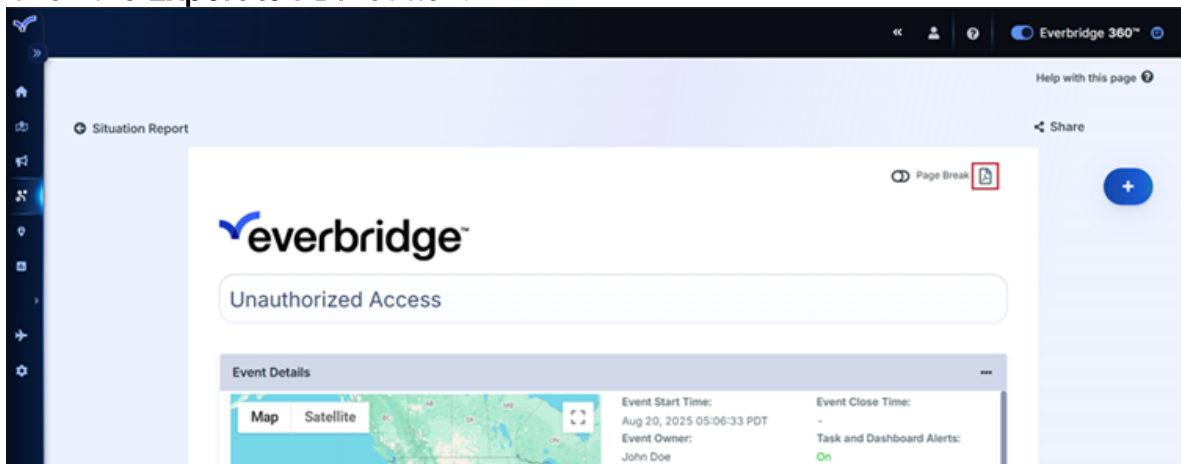 « Everbridge 360™
Help with this page
Situation Report
Share
Page Break
everbridge™
Unauthorized Access
Event Details
Map Satellite
Event Start Time: Event Close Time:
Aug 20, 2025 05:06:33 PDT -
Event Owner: Task and Dashboard Alerts:
John Doe On